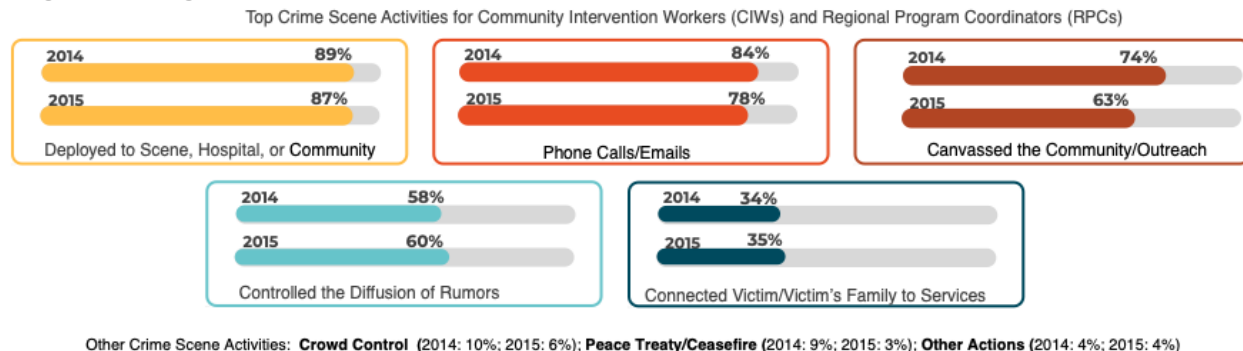 Top Crime Scene Activities for Community Intervention Workers (CIWs) and Regional Program Coordinators (RPCs)
2014 89%
2015 87%
Deployed to Scene, Hospital, or Community
2014 84%
2015 78%
Phone Calls/Emails
2014 74%
2015 63%
Canvassed the Community/Outreach
2014 58%
2015 60%
Controlled the Diffusion of Rumors
2014 34%
2015 35%
Connected Victim/Victim's Family to Services
Other Crime Scene Activities: Crowd Control (2014: 10%; 2015: 6%); Peace Treaty/Ceasefire (2014: 9%; 2015: 3%); Other Actions (2014: 4%; 2015: 4%)